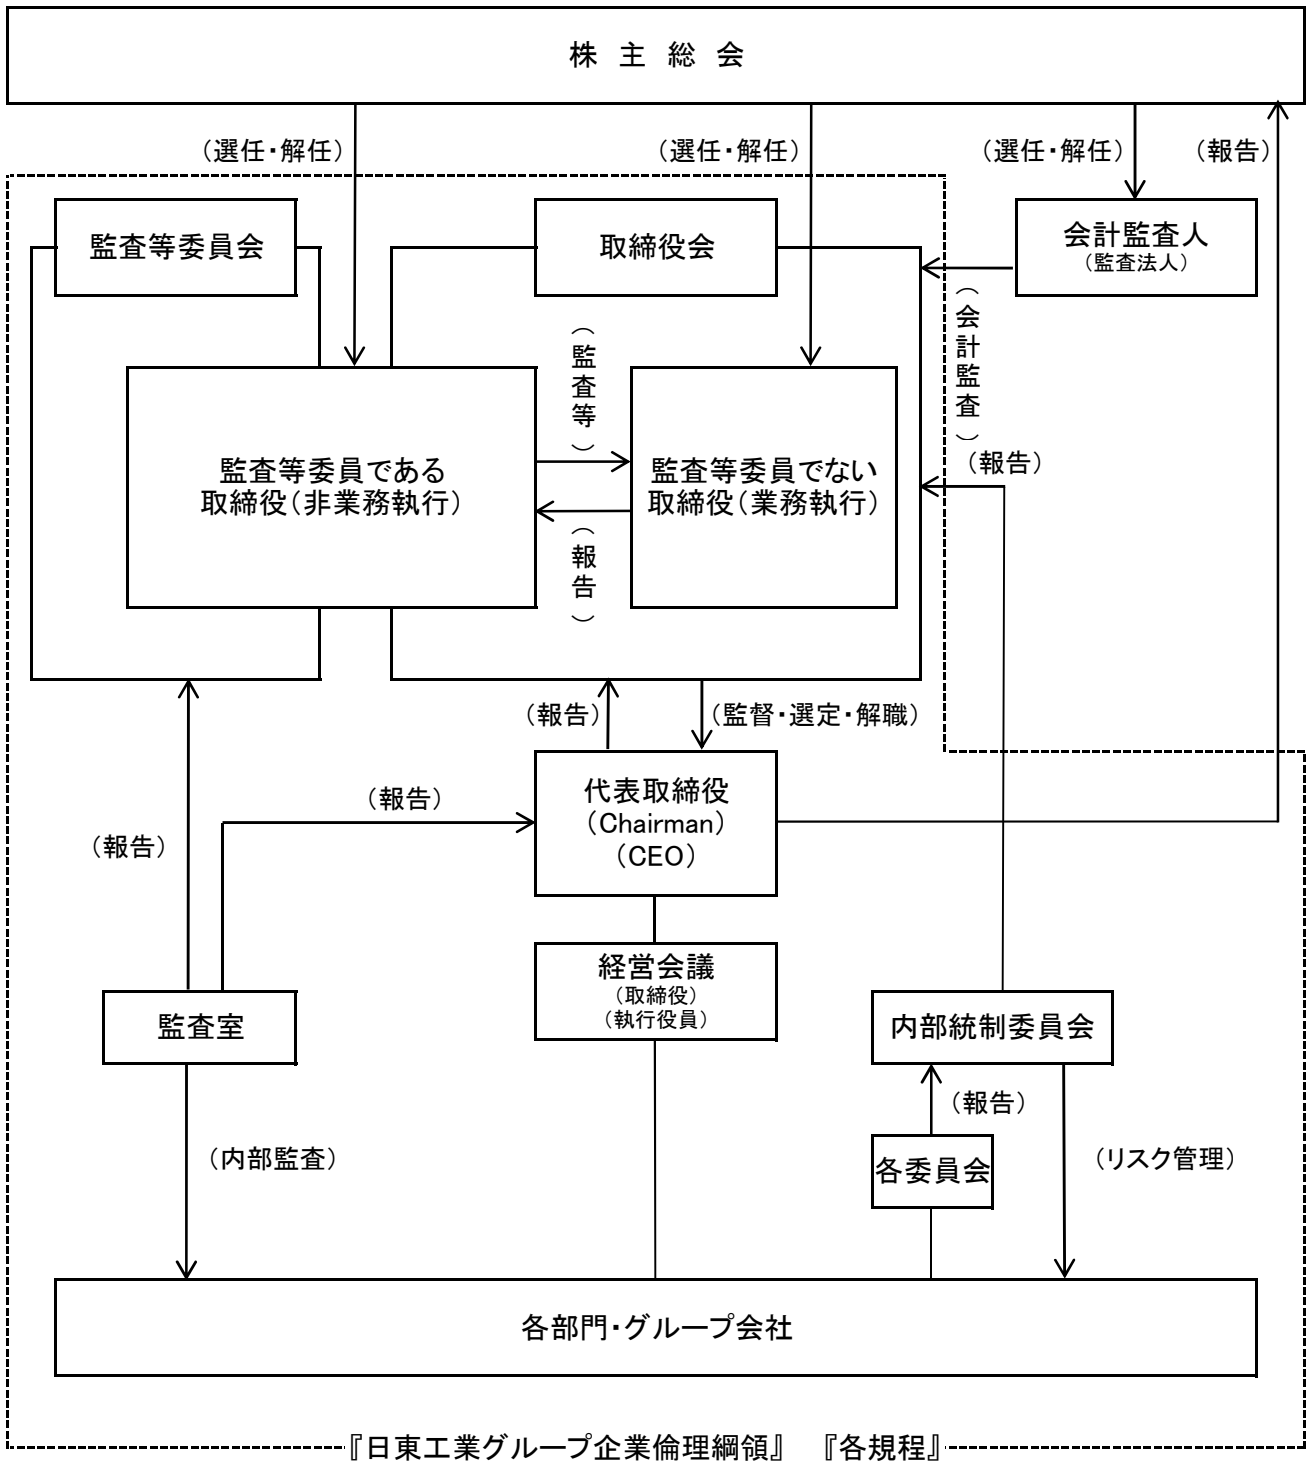 株 主 総 会
(選任・解任)
(選任・解任)
(選任・解任)
(報告)
監査等委員会
取締役会
会計監査人
(監査法人)
(会計監査)
(監査等)
(報告)
監査等委員である
取締役(非業務執行)
監査等委員でない
取締役(業務執行)
(報告)
(報告)
(監督・選定・解職)
代表取締役
(Chairman)
(CEO)
(報告)
(報告)
経営会議
(取締役)
(執行役員)
監査室
内部統制委員会
(報告)
(内部監査)
各委員会
(リスク管理)
各部門・グループ会社
『日東工業グループ企業倫理綱領』 『各規程』